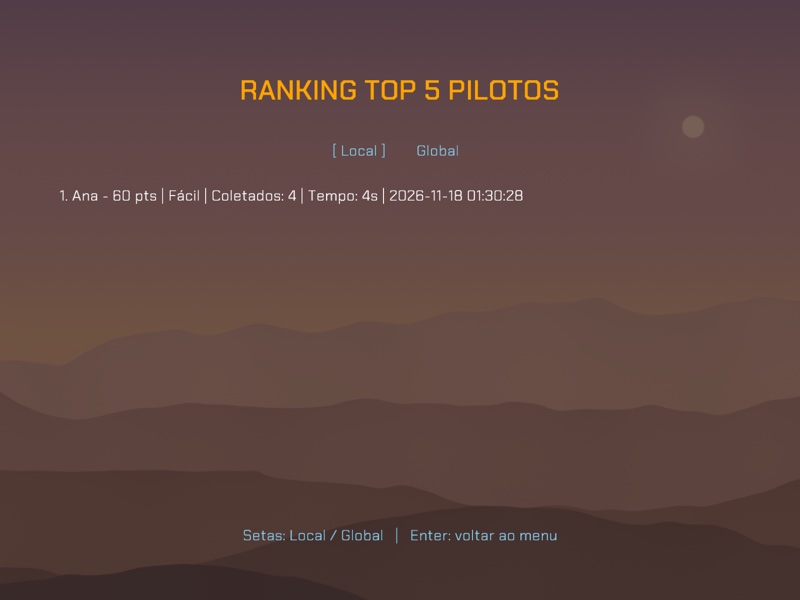 RANKING TOP 5 PILOTOS
[ Local ] Global
1. Ana - 60 pts | Fácil | Coletados: 4 | Tempo: 4s | 2026-11-18 01:30:28
Setas: Local / Global | Enter: voltar ao menu